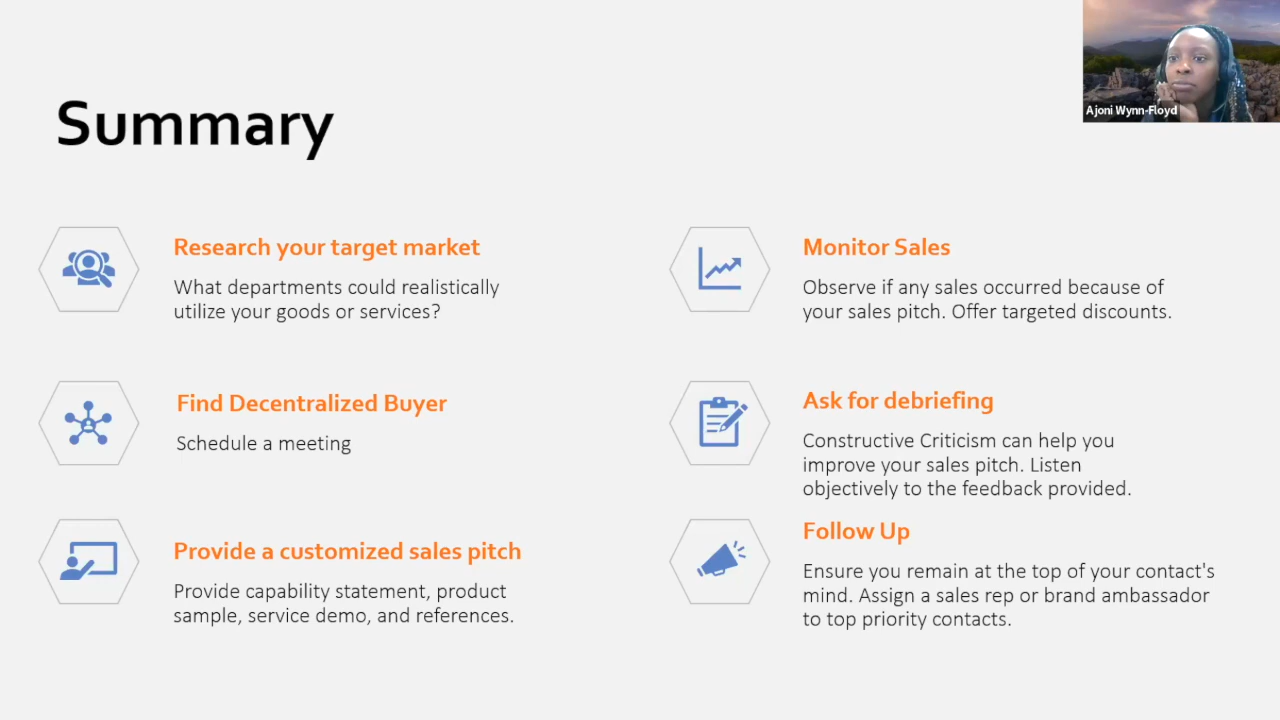 Summary
Ajoni Wynn-Floyd
Research your target market
What departments could realistically
utilize your goods or services?
Find Decentralized Buyer
Schedule a meeting
Provide a customized sales pitch
Provide capability statement, product
sample, service demo, and references.
Monitor Sales
Observe if any sales occurred because of
your sales pitch. Offer targeted discounts.
Ask for debriefing
Constructive Criticism can help you
improve your sales pitch. Listen
objectively to the feedback provided.
Follow Up
Ensure you remain at the top of your contact's
mind. Assign a sales rep or brand ambassador
to top priority contacts.